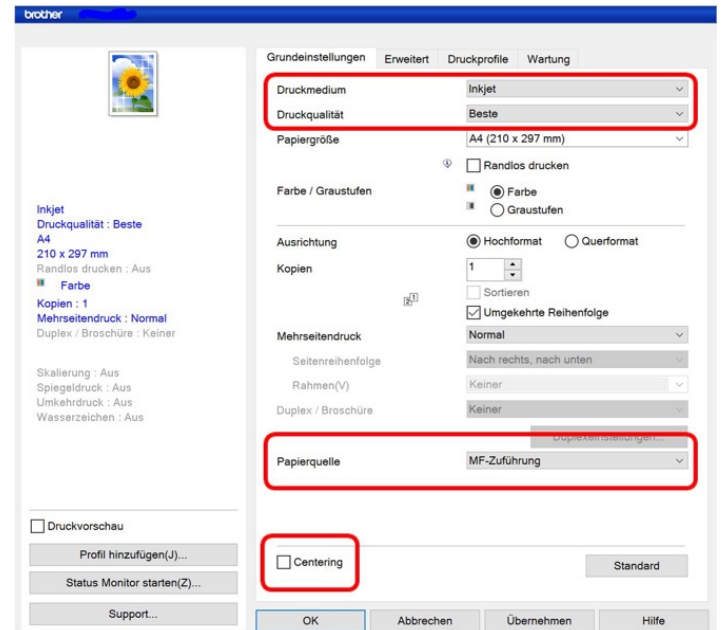 brother
Grundeinstellungen Erweitert Druckprofile Wartung
Druckmedium Inkjet
Druckqualität Beste
Papiergröße A4 (210 x 297 mm)
Randlos drucken
Farbe / Graustufen Farbe
Graustufen
Ausrichtung Hochformat Querformat
Kopien 1
Sortieren
Umgekehrte Reihenfolge
Mehrseitendruck Normal
Seitenreihenfolge Nach rechts, nach unten
Rahmen(V) Keiner
Duplex / Broschüre Keiner
Duplexeinstellungen...
Papierquelle MF-Zuführung
Centering Standard
OK Abbrechen Übernehmen Hilfe
Inkjet
Druckqualität : Beste
A4
210 x 297 mm
Randlos drucken : Aus
Farbe
Kopien : 1
Mehrseitendruck : Normal
Duplex / Broschüre : Keiner
Skalierung : Aus
Spiegeldruck : Aus
Umkehrdruck : Aus
Wasserzeichen : Aus
Druckvorschau
Profil hinzufügen(J)...
Status Monitor starten(Z)...
Support...